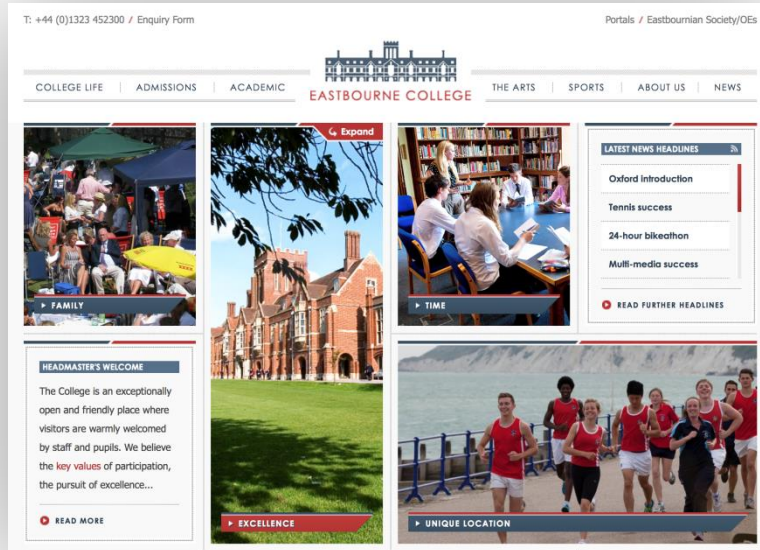 T: +44 (0)1323 452300 / Enquiry Form
Portals / Eastbournian Society/OEs
COLLEGE LIFE
ADMISSIONS
ACADEMIC
EASTBOURNE COLLEGE
THE ARTS
SPORTS
ABOUT US
NEWS
Expand
FAMILY
TIME
LATEST NEWS HEADLINES
Oxford introduction
Tennis success
24-hour bikeathon
Multi-media success
READ FURTHER HEADLINES
HEADMASTER'S WELCOME
The College is an exceptionally
open and friendly place where
visitors are warmly welcomed
by staff and pupils. We believe
the key values of participation,
the pursuit of excellence...
READ MORE
EXCELLENCE
UNIQUE LOCATION